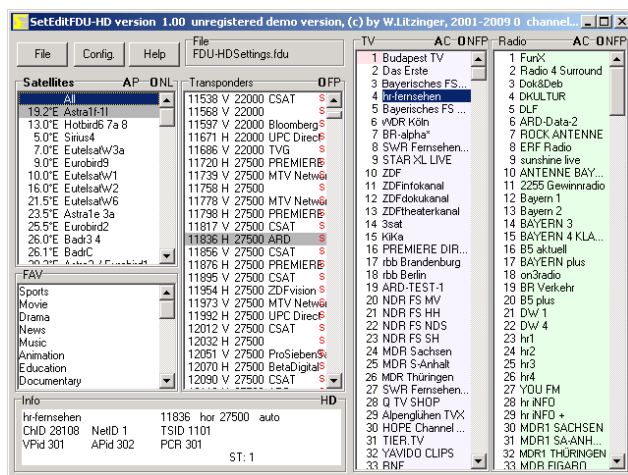 SetEditFDU-HD version 1.00 unregistered demo version, (c) by W.Litzinger, 2001-2009 0 channel...
File
Config.
Help
File
FDU-HDSettings.fdu
Satellites AP ONL
All
19.2°E Astra1f-1l
13.0°E Hotbird6 7a 8
5.0°E Sirius4
7.0°E EutelsatW3a
9.0°E Eurobird9
10.0°E EutelsatW1
16.0°E EutelsatW2
21.5°E EutelsatW6
23.5°E Astra1e 3a
25.5°E Eurobird2
26.0°E Badr3 4
26.1°E BadrC
FAV
Sports
Movie
Drama
News
Music
Animation
Education
Documentary
Transponders OFP
11538 V 22000 CSAT S
11568 V 22000 S
11597 V 22000 Bloomberg S
11671 H 22000 UPC Direct S
11686 V 22000 TVG S
11720 H 27500 PREMIERE S
11739 V 27500 MTV Networ S
11758 H 27500 S
11778 V 27500 MTV Networ S
11798 H 27500 PREMIERE S
11817 V 27500 CSAT S
11836 H 27500 ARD S
11856 V 27500 CSAT S
11876 H 27500 PREMIERE S
11895 V 27500 CSAT S
11954 H 27500 ZDFvision S
11973 V 27500 MTV Networ S
11992 H 27500 UPC Direct S
12012 V 27500 CSAT S
12032 H 27500 S
12051 V 27500 ProSiebenSa S
12070 H 27500 BetaDigital S
12090 V 27500 CSAT S
TV AC ONFP
1 Budapest TV
2 Das Erste
3 Bayerisches FS...
4 hr-fernsehen
5 Bayerisches FS ...
6 WDR Köln
7 BR-alpha*
8 SWR Fernsehen...
9 STAR XL LIVE
10 ZDF
11 ZDFinfokanal
12 ZDFdokukanal
13 ZDFtheaterkanal
14 3sat
15 KiKa
16 PREMIERE DIR...
17 rbb Brandenburg
18 rbb Berlin
19 ARD-TEST-1
20 NDR FS MV
21 NDR FS HH
22 NDR FS NDS
23 NDR FS SH
24 MDR Sachsen
25 MDR S-Anhalt
26 MDR Thüringen
27 SWR Fernsehen...
28 Q TV SHOP
29 Alpenglühen TVX
30 HOPE Channel ...
31 TIER.TV
32 YAVIDO CLIPS
33 RNF
Radio AC ONFP
1 FunX
2 Radio 4 Surround
3 Dok&Deb
4 DKULTUR
5 DLF
6 ARD-Data-2
7 ROCK ANTENNE
8 ERF Radio
9 sunshine live
10 ANTENNE BAY...
11 2255 Gewinnradio
12 Bayern 1
13 Bayern 2
14 BAYERN 3
15 BAYERN 4 KLA...
16 B5 aktuell
17 BAYERN plus
18 on3radio
19 BR Verkehr
20 B5 plus
21 DW 1
22 DW 4
23 hr1
24 hr2
25 hr3
26 hr4
27 YOU FM
28 hr iNFO
29 hr iNFO +
30 MDR1 SACHSEN
31 MDR1 SA-ANH...
32 MDR1 THÜRINGEN
33 MDR FIGARO
Info HD
hr-fernsehen 11836 hor 27500 auto
ChID 28108 NetID 1 TSID 1101
VPid 301 APid 302 PCR 301
ST: 1